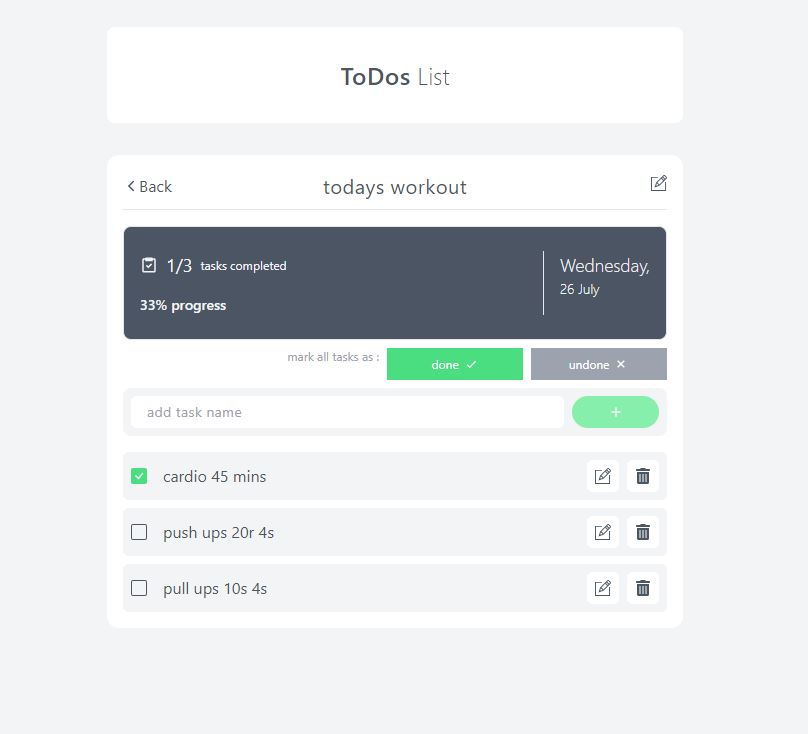 ToDos List
Back
todays workout
1/3 tasks completed
33% progress
Wednesday,
26 July
mark all tasks as :
done
undone
add task name
+
cardio 45 mins
push ups 20r 4s
pull ups 10s 4s